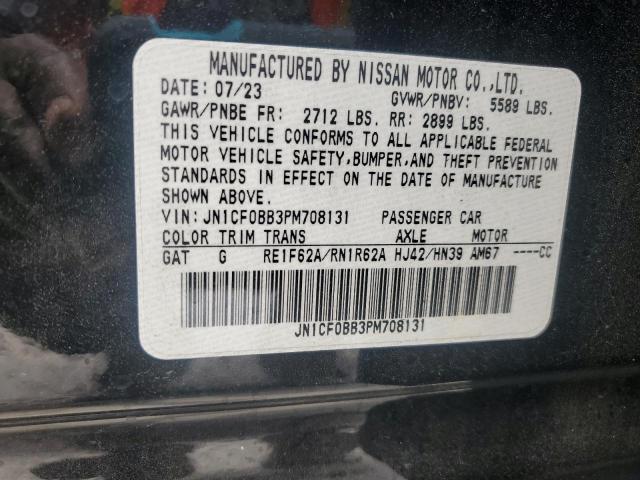 MANUFACTURED BY NISSAN MOTOR CO.,LTD.
DATE: 07/23 GVWR/PNBV: 5589 LBS.
GAWR/PNBE FR: 2712 LBS. RR: 2899 LBS.
THIS VEHICLE CONFORMS TO ALL APPLICABLE FEDERAL
MOTOR VEHICLE SAFETY,BUMPER,AND THEFT PREVENTION
STANDARDS IN EFFECT ON THE DATE OF MANUFACTURE
SHOWN ABOVE.
VIN:JN1CF0BB3PM708131 PASSENGER CAR
COLOR TRIM TRANS AXLE MOTOR
GAT G RE1F62A/RN1R62A HJ42/HN39 AM67 ----CC
JN1CF0BB3PM708131